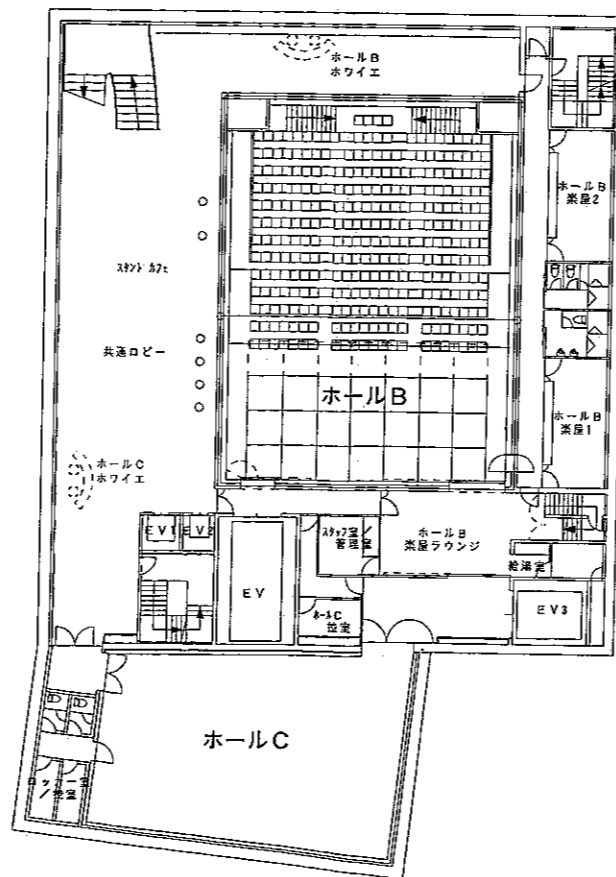 ホールB
ホワイエ
ホールB
楽屋2
スタンド カフェ
共通ロビー
ホールB
ホールB
楽屋1
ホールC
ホワイエ
EV1
EV2
スタッフ室/
管理室
ホールB
楽屋ラウンジ
給湯室
EV
ホールC
控室
EV3
ホールC
ロッカー室
/控室